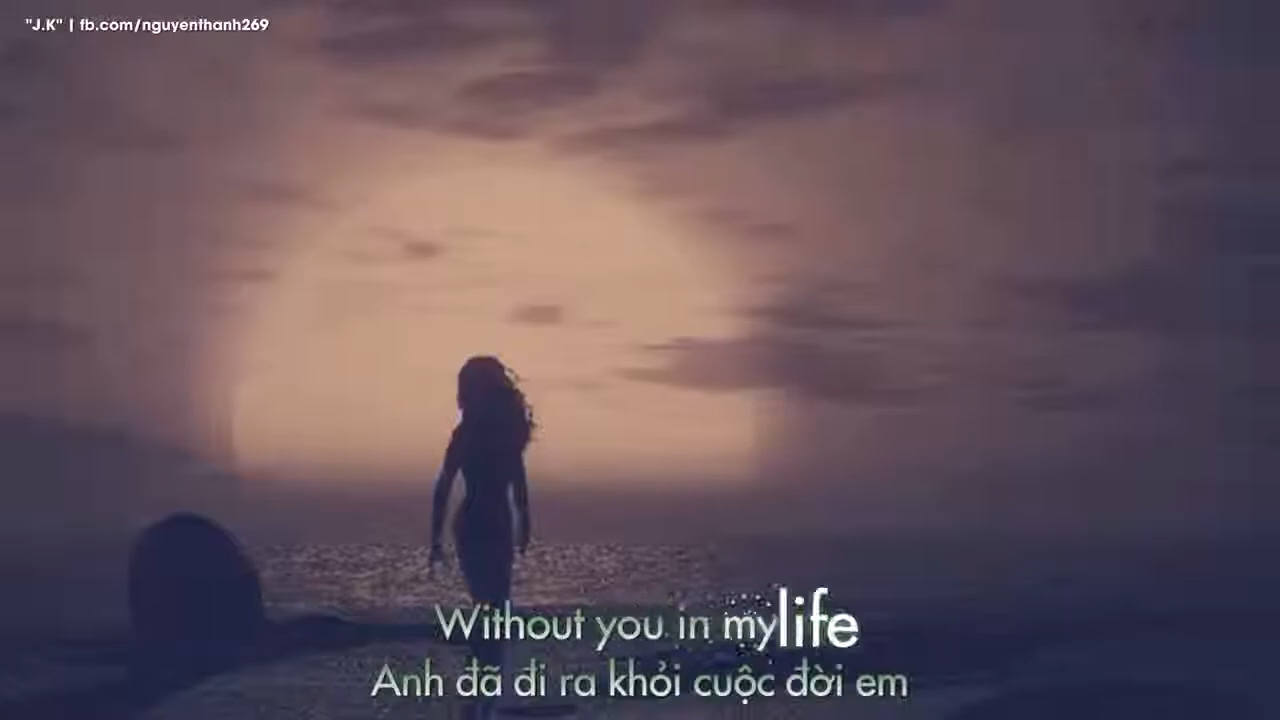 "J.K" | fb.com/nguyenthanh269
Without you in my life
Anh đã đi ra khỏi cuộc đời em